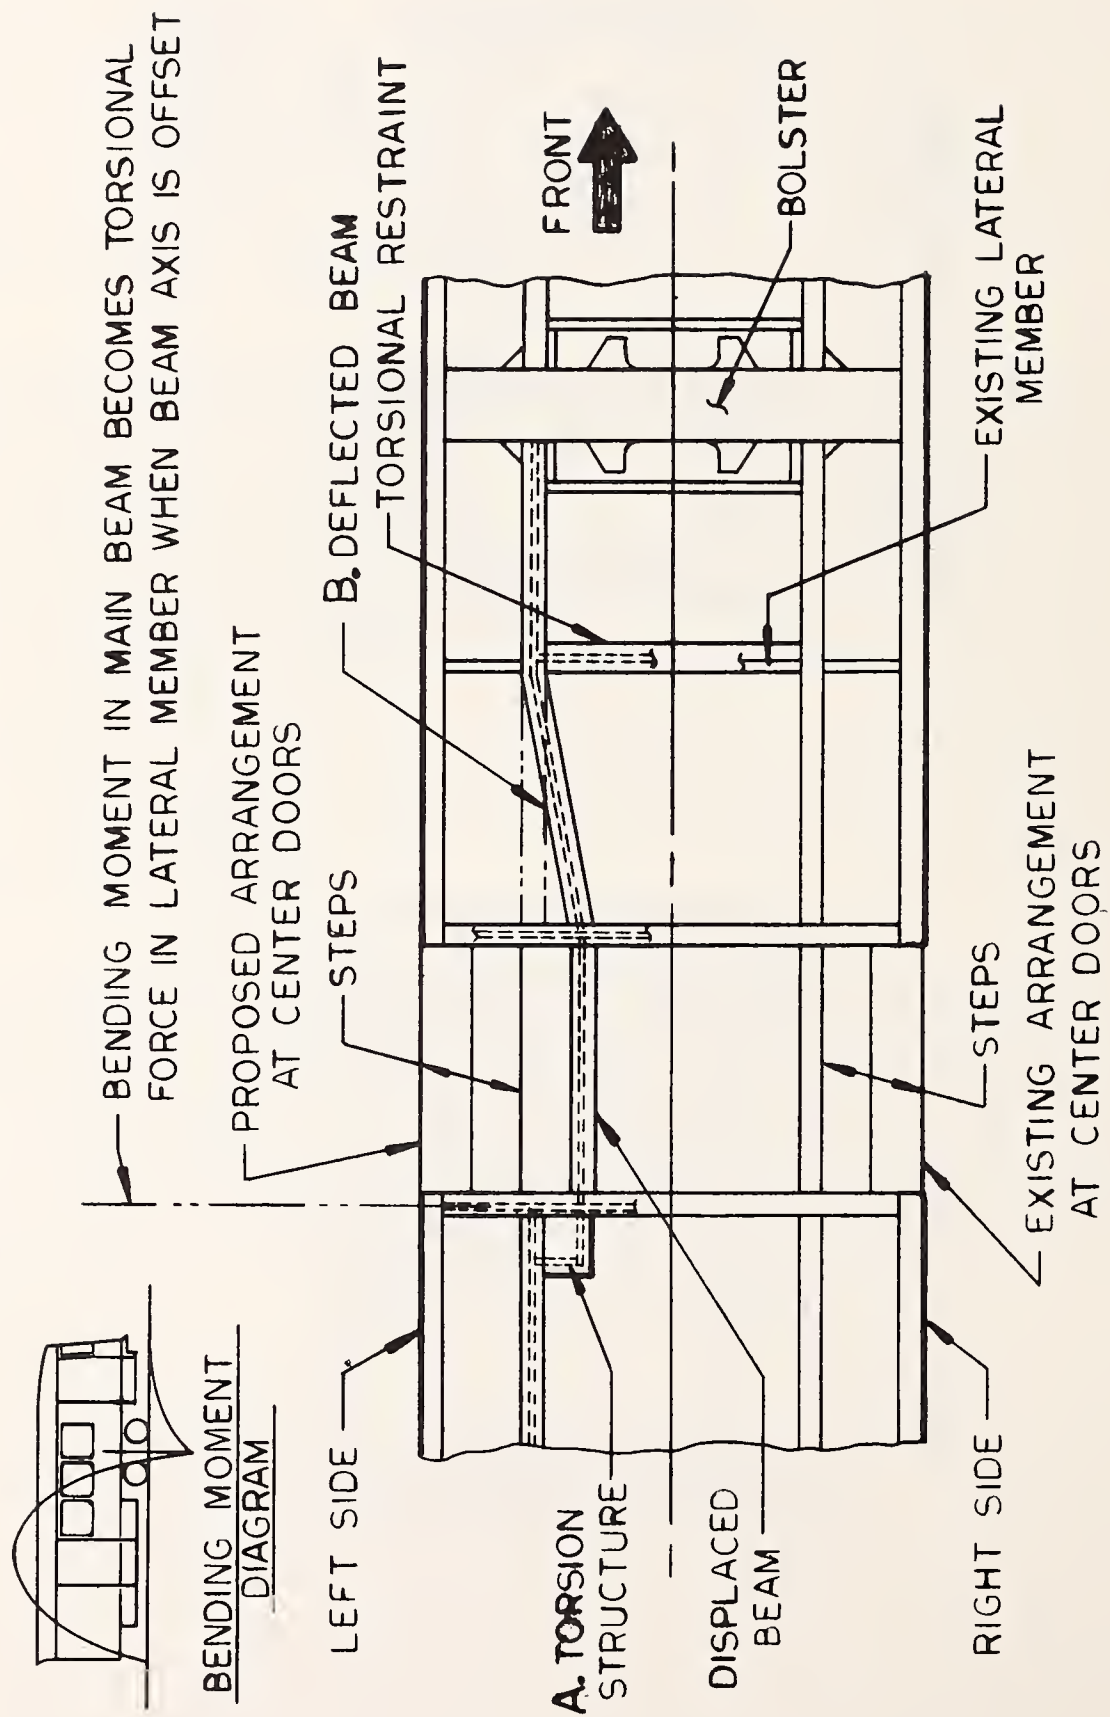 BENDING MOMENT IN MAIN BEAM BECOMES TORSIONAL
FORCE IN LATERAL MEMBER WHEN BEAM AXIS IS OFFSET
BENDING MOMENT
DIAGRAM
PROPOSED ARRANGEMENT
AT CENTER DOORS
STEPS
B. DEFLECTED BEAM
TORSIONAL RESTRAINT
FRONT
LEFT SIDE
A. TORSION
STRUCTURE
DISPLACED
BEAM
BOLSTER
EXISTING LATERAL
MEMBER
RIGHT SIDE
STEPS
EXISTING ARRANGEMENT
AT CENTER DOORS